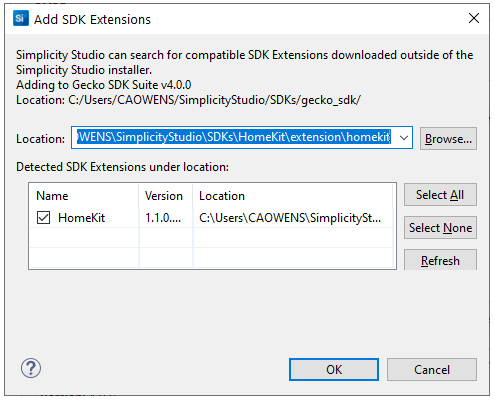 Si
Add SDK Extensions
Simplicity Studio can search for compatible SDK Extensions downloaded outside of the
Simplicity Studio installer.
Adding to Gecko SDK Suite v4.0.0
Location: C:/Users/CAOWENS/SimplicityStudio/SDKs/gecko_sdk/
Location: OWENS\SimplicityStudio\SDKs\HomeKit\extension\homekit Browse...
Detected SDK Extensions under location:
Name Version Location Select All
HomeKit 1.1.0.... C:\Users\CAOWENS\SimplicitySt...
Select None
Refresh
? OK Cancel